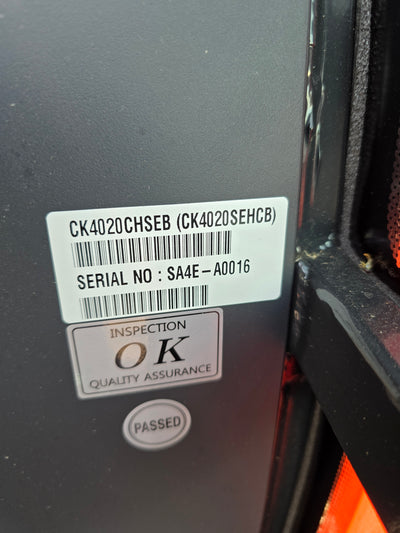 CK4020CHSEB (CK4020SEHCB)
SERIAL NO : SA4E-A0016
INSPECTION
OK
QUALITY ASSURANCE
PASSED